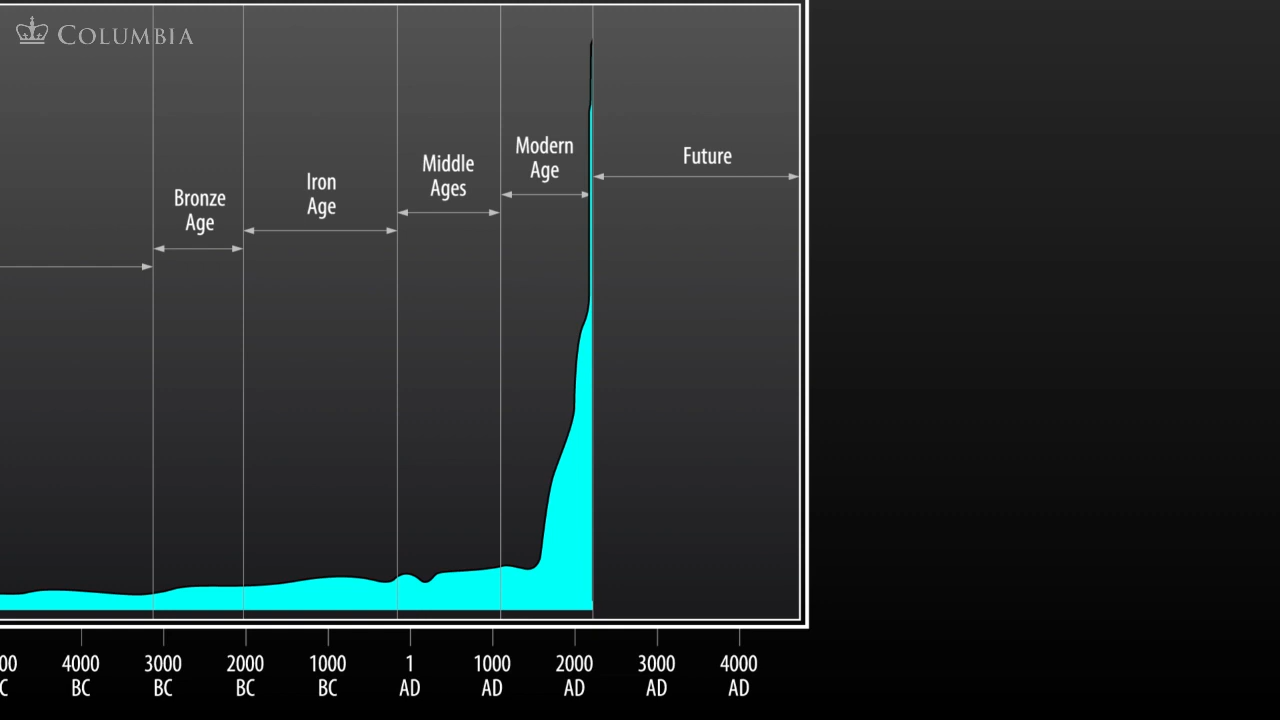 COLUMBIA
Modern
Age
Future
Middle
Ages
Iron
Age
Bronze
Age
00 4000 3000 2000 1000 1 1000 2000 3000 4000
C BC BC BC BC AD AD AD AD AD